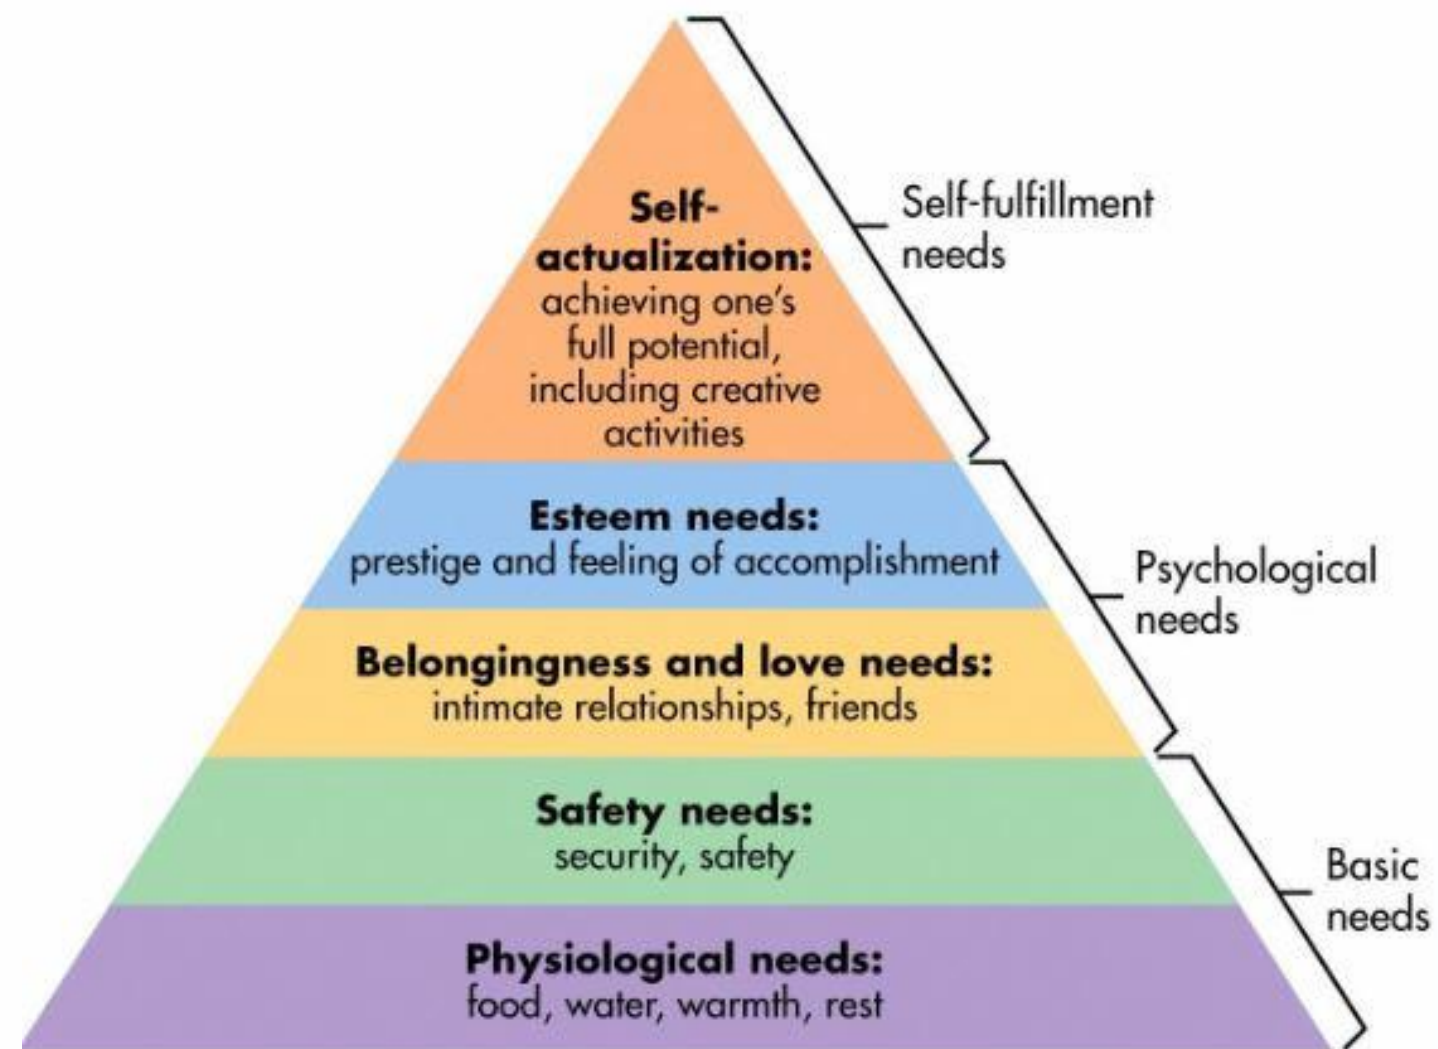 Self-
actualization:
achieving one's
full potential,
including creative
activities
Self-fulfillment
needs
Esteem needs:
prestige and feeling of accomplishment
Psychological
needs
Belongingness and love needs:
intimate relationships, friends
Safety needs:
security, safety
Basic
needs
Physiological needs:
food, water, warmth, rest